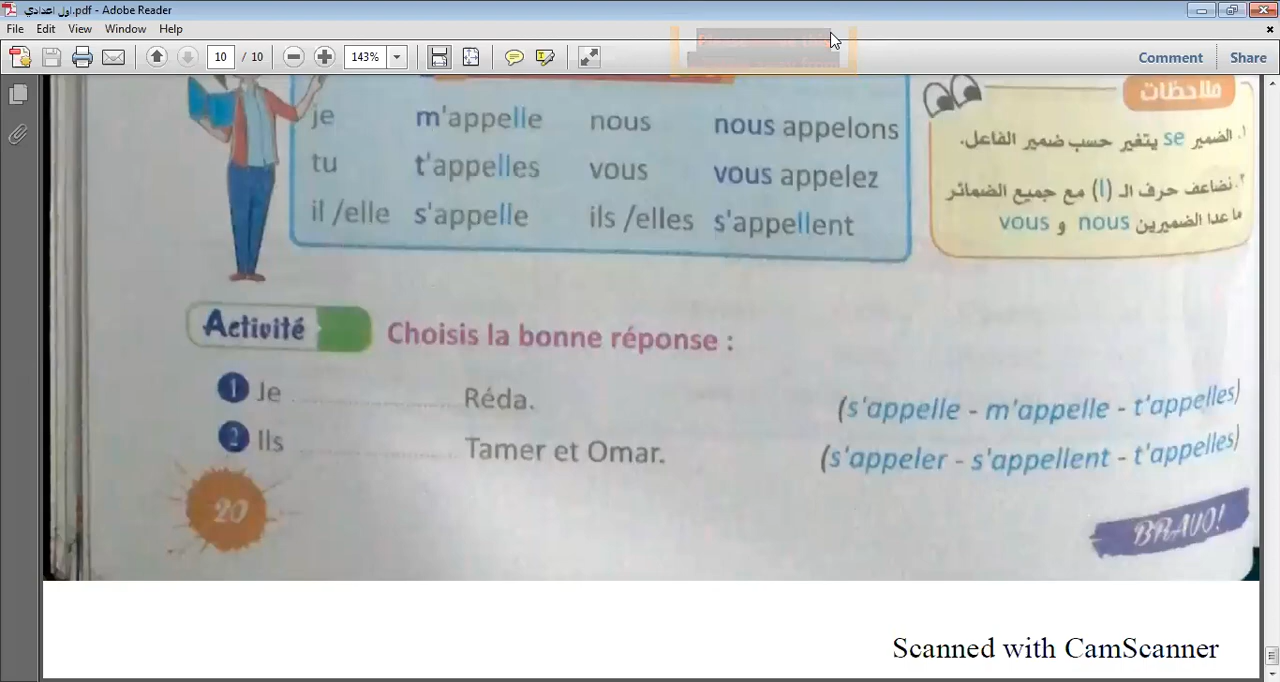 اول اعدادي.pdf - Adobe Reader
File Edit View Window Help
10 / 10 143% Comment Share
ملاحظات
je m'appelle nous nous appelons
tu t'appelles vous vous appelez
il /elle s'appelle ils /elles s'appellent
١. الضمير se يتغير حسب ضمير الفاعل.
٢. نضاعف حرف الـ (l) مع جميع الضمائر
ما عدا الضميرين nous و vous
Activité Choisis la bonne réponse :
1 Je ................ Réda. (s'appelle - m'appelle - t'appelles)
2 Ils ................ Tamer et Omar. (s'appeler - s'appellent - t'appelles)
20
BRAVO!
Scanned with CamScanner